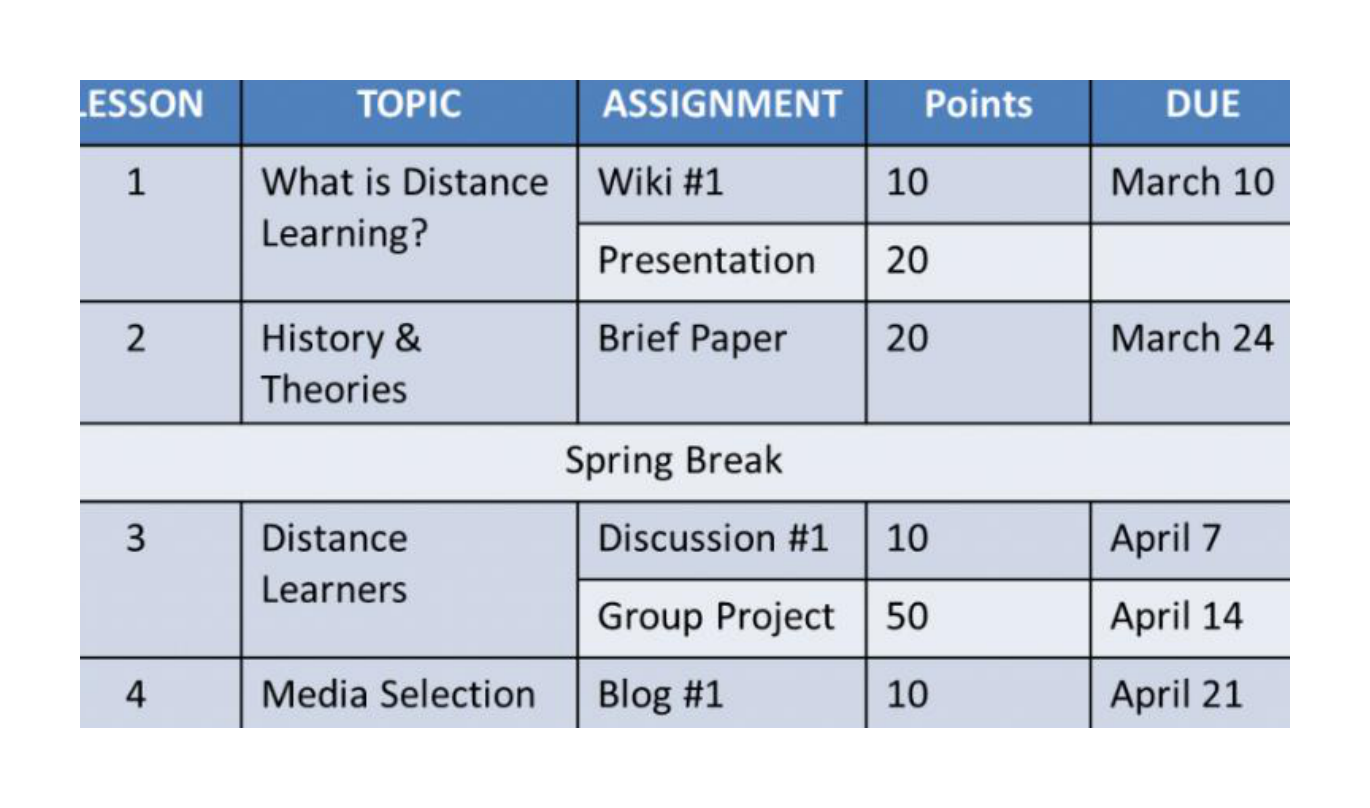 LESSON TOPIC ASSIGNMENT Points DUE
1 What is Distance Wiki #1 10 March 10
Learning?
Presentation 20
2 History & Brief Paper 20 March 24
Theories
Spring Break
3 Distance Discussion #1 10 April 7
Learners
Group Project 50 April 14
4 Media Selection Blog #1 10 April 21